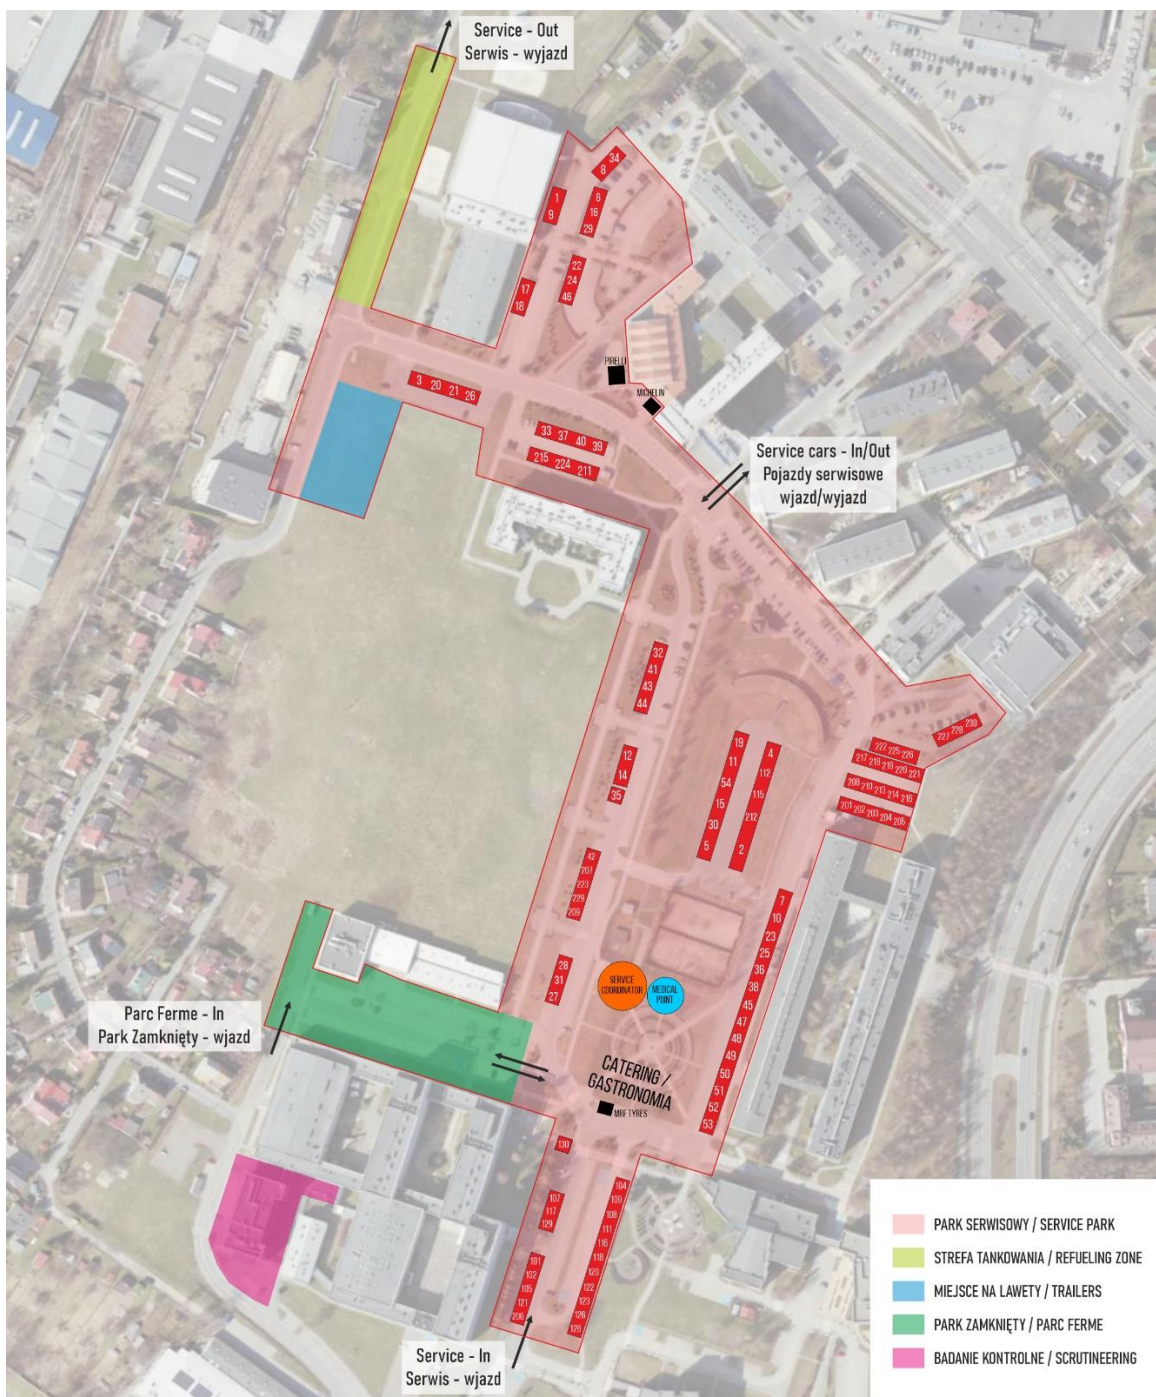 Service - Out
Serwis - wyjazd
34
8
1
9
6
16
29
22
24
46
17
18
PIRELLI
MICHELIN
3 20 21 26
33 37 40 39
215 224 211
Service cars - In/Out
Pojazdy serwisowe
wjazd/wyjazd
32
41
43
44
12
14
35
19
11
54
15
30
5
4
112
115
212
2
227 228 230
222 225 226
217 218 219 220 221
208 210 213 214 216
201 202 203 204 205
42
207
223
229
209
28
31
27
7
10
23
25
36
38
45
47
48
49
50
51
52
53
SERVICE
COORDINATOR
MEDICAL
POINT
Parc Ferme - In
Park Zamknięty - wjazd
CATERING /
GASTRONOMIA
MRF TYRES
130
107
117
129
101
102
105
121
206
104
109
108
111
116
118
120
122
123
126
128
Service - In
Serwis - wjazd
PARK SERWISOWY / SERVICE PARK
STREFA TANKOWANIA / REFUELING ZONE
MIEJSCE NA LAWETY / TRAILERS
PARK ZAMKNIĘTY / PARC FERME
BADANIE KONTROLNE / SCRUTINEERING